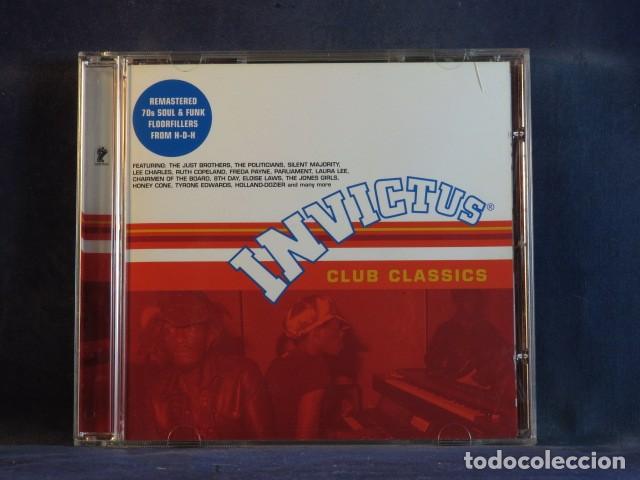 REMASTERED
70s SOUL & FUNK
FLOORFILLERS
FROM H-D-H
FEATURING: THE JUST BROTHERS, THE POLITICIANS, SILENT MAJORITY,
LEE CHARLES, RUTH COPELAND, FREDA PAYNE, PARLIAMENT, LAURA LEE,
CHAIRMEN OF THE BOARD, 8TH DAY, ELOISE LAWS, THE JONES GIRLS,
HONEY CONE, TYRONE EDWARDS, HOLLAND-DOZIER and many more
INVICTUS®
CLUB CLASSICS
todocoleccion.net